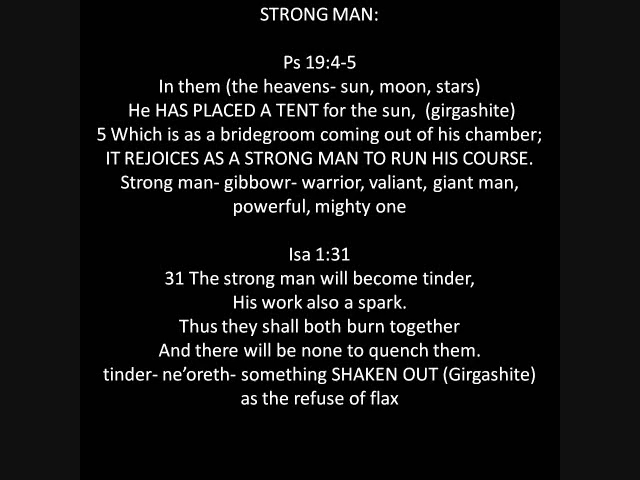 STRONG MAN:
Ps 19:4-5
In them (the heavens- sun, moon, stars)
He HAS PLACED A TENT for the sun,  (girgashite)
5 Which is as a bridegroom coming out of his chamber;
IT REJOICES AS A STRONG MAN TO RUN HIS COURSE.
Strong man- gibbowr- warrior, valiant, giant man,
powerful, mighty one
Isa 1:31
31 The strong man will become tinder,
His work also a spark.
Thus they shall both burn together
And there will be none to quench them.
tinder- ne’oreth- something SHAKEN OUT (Girgashite)
as the refuse of flax